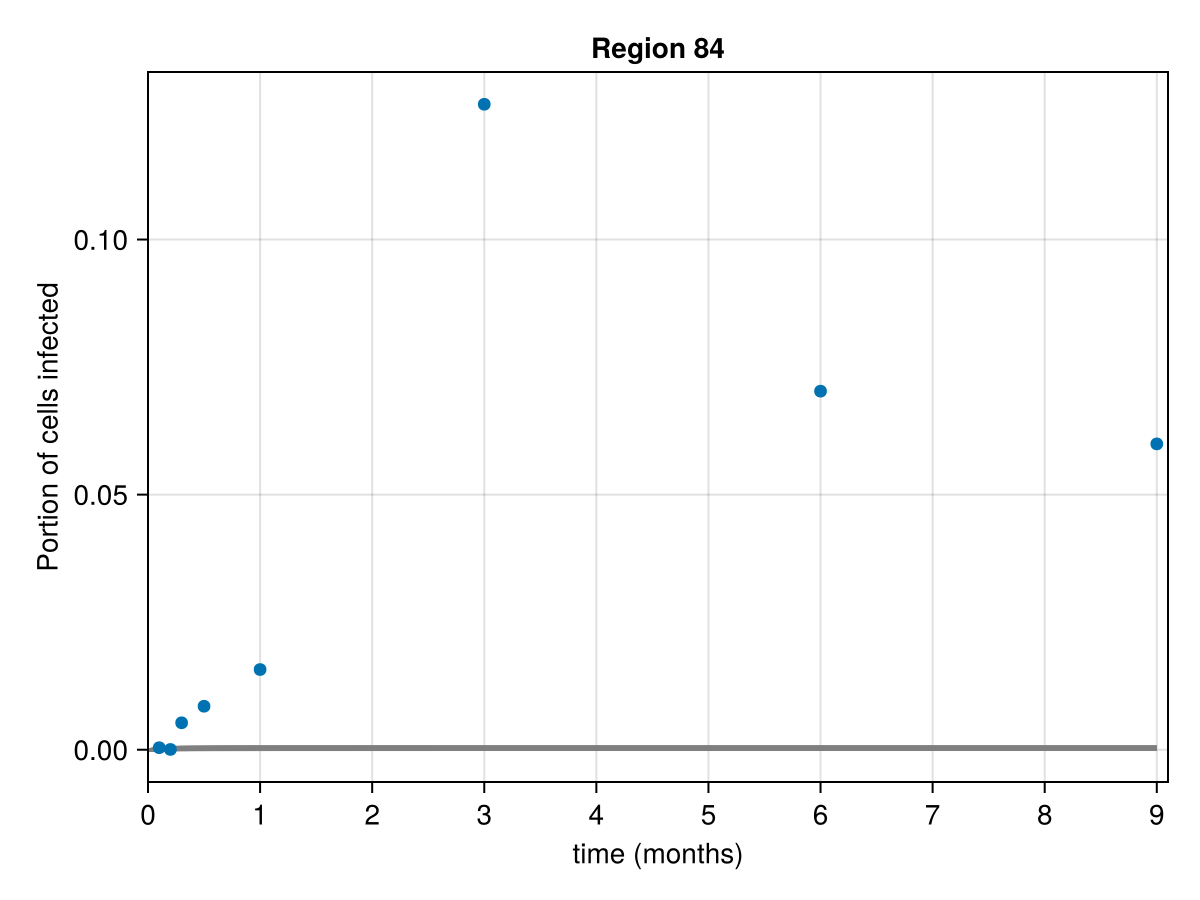 Region 84
Portion of cells infected
0.10
0.05
0.00
0 1 2 3 4 5 6 7 8 9
time (months)